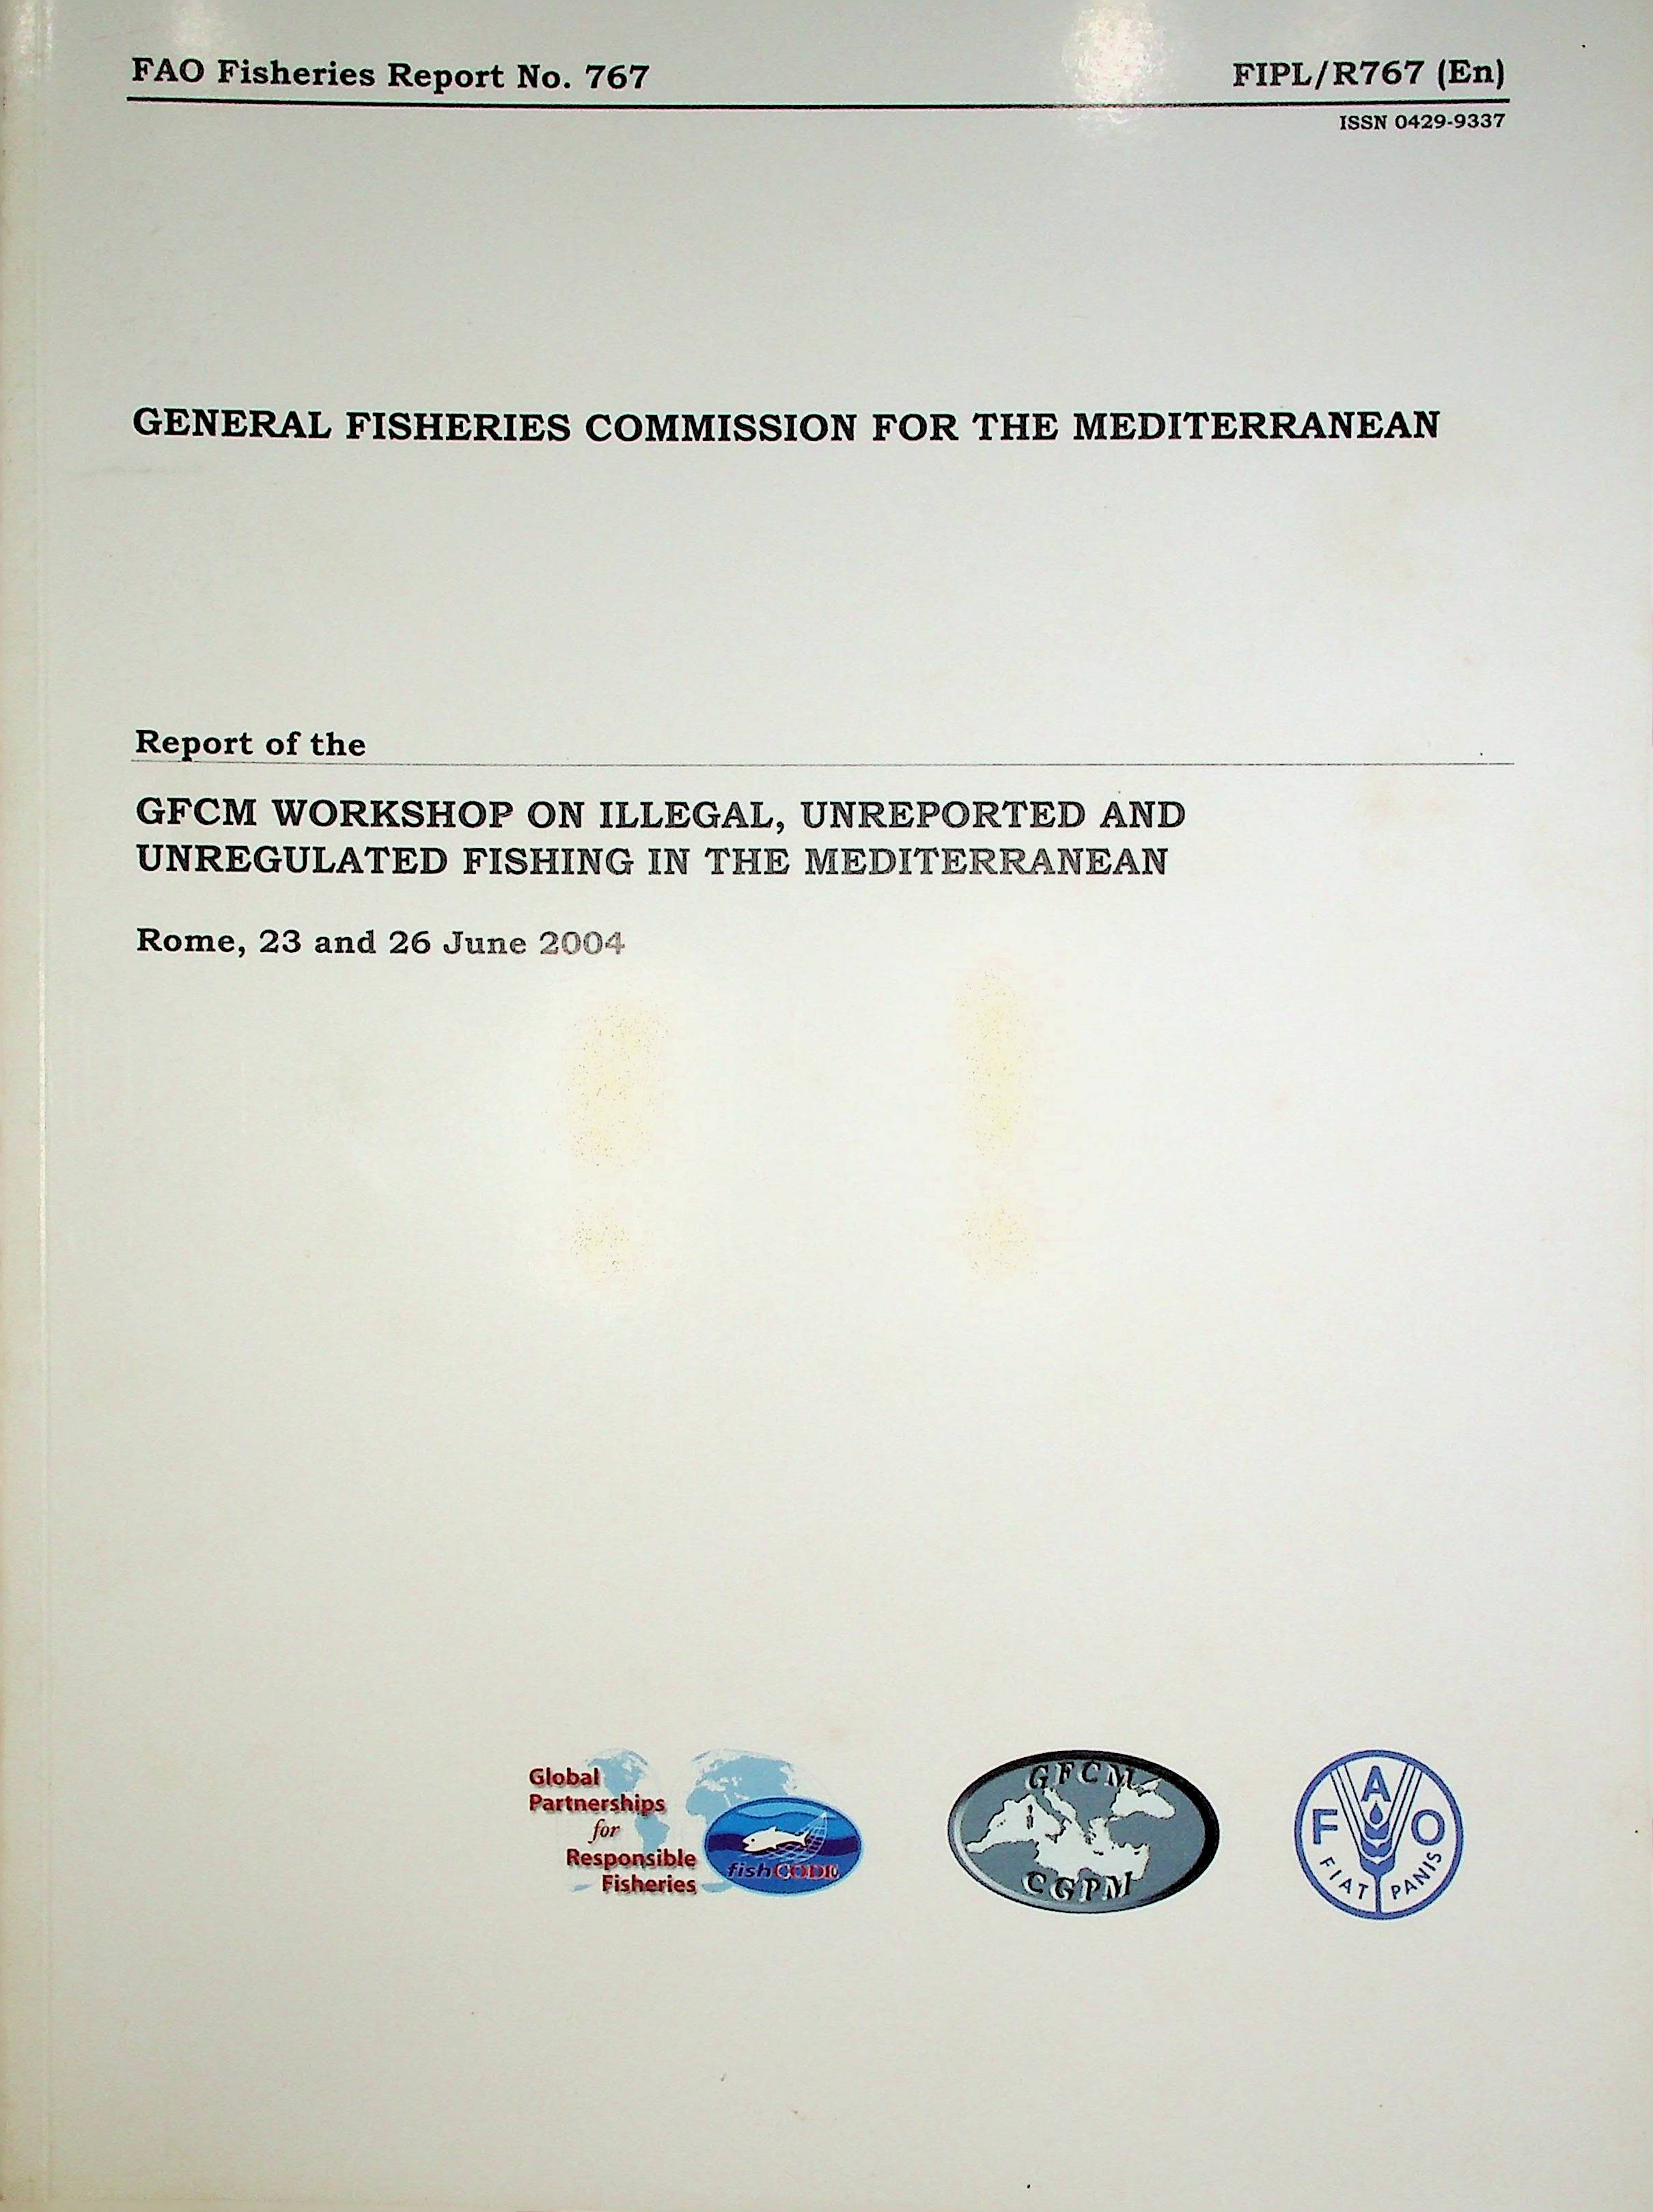 FAO Fisheries Report No. 767
FIPL/R767 (En)
ISSN 0429-9337
GENERAL FISHERIES COMMISSION FOR THE MEDITERRANEAN
Report of the
GFCM WORKSHOP ON ILLEGAL, UNREPORTED AND
UNREGULATED FISHING IN THE MEDITERRANEAN
Rome, 23 and 26 June 2004
Global
Partnerships
for
Responsible
Fisheries
fishCODE
GFCM
CGPM
FAO
FIAT PANIS